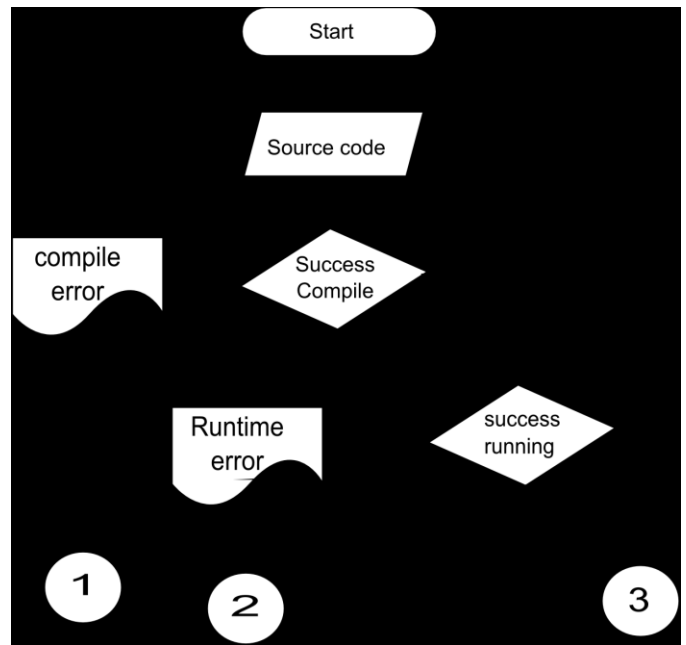 Start
Source code
compile
error
Success
Compile
Runtime
error
success
running
1
2
3